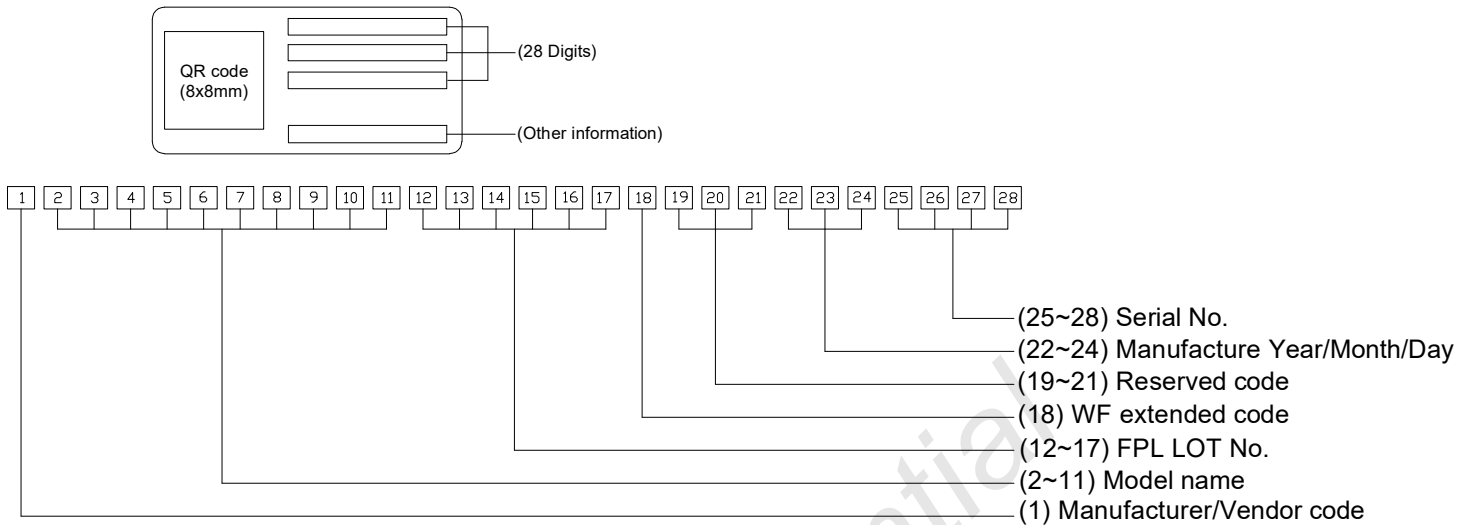 QR code
(8x8mm)
(28 Digits)
(Other information)
1 2 3 4 5 6 7 8 9 10 11 12 13 14 15 16 17 18 19 20 21 22 23 24 25 26 27 28
(25~28) Serial No.
(22~24) Manufacture Year/Month/Day
(19~21) Reserved code
(18) WF extended code
(12~17) FPL LOT No.
(2~11) Model name
(1) Manufacturer/Vendor code
tial